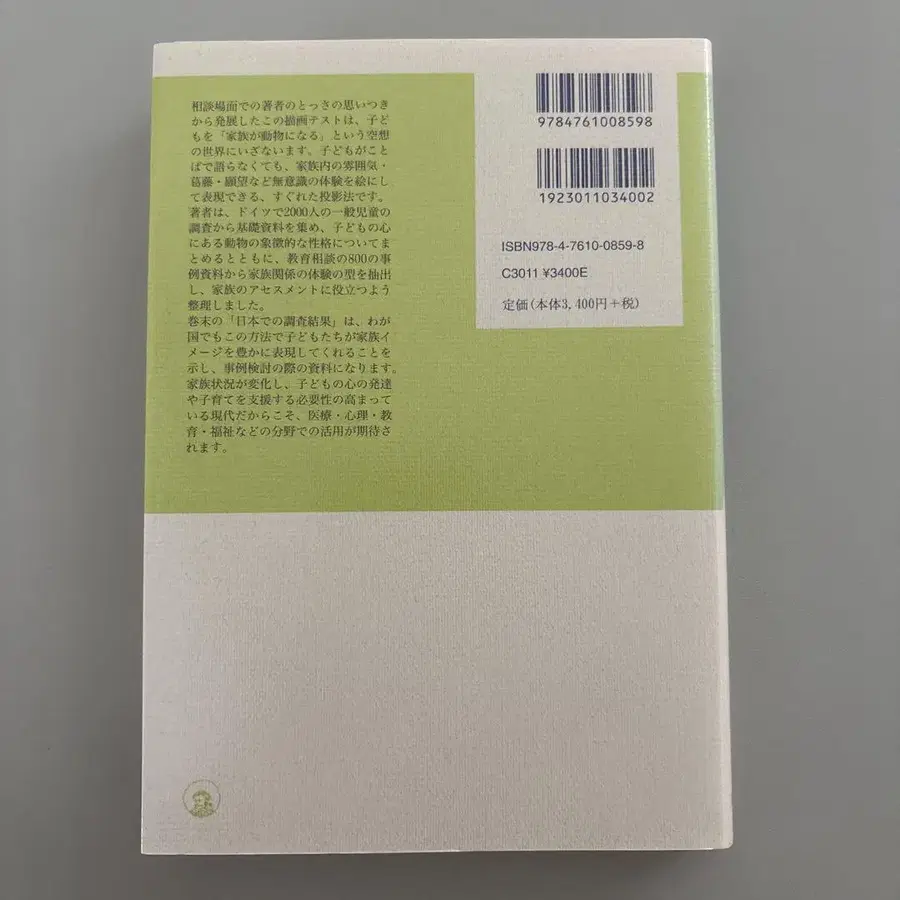 相談場面での著者のとっさの思いつき
から発展したこの描画テストは、子ど
もを「家族が動物になる」という空想
の世界にいざないます。子どもがこと
ばで語らなくても、家族内の雰囲気・
葛藤・願望など無意識の体験を絵にし
て表現できる、すぐれた投影法です。
著者は、ドイツで2000人の一般児童の
調査から基礎資料を集め、子どもの心
にある動物の象徴的な性格についてま
とめるとともに、教育相談の800の事
例資料から家族関係の体験の型を抽出
し、家族のアセスメントに役立つよう
整理しました。
巻末の「日本での調査結果」は、わが
国でもこの方法で子どもたちが家族イ
メージを豊かに表現してくれることを
示し、事例検討の際の資料になります。
家族状況が変化し、子どもの心の発達
や子育てを支援する必要性の高まって
いる現代だからこそ、医療・心理・教
育・福祉などの分野での活用が期待さ
れます。
9784761008598
1923011034002
ISBN978-4-7610-0859-8
C3011 ¥3400E
定価(本体3,400円+税)